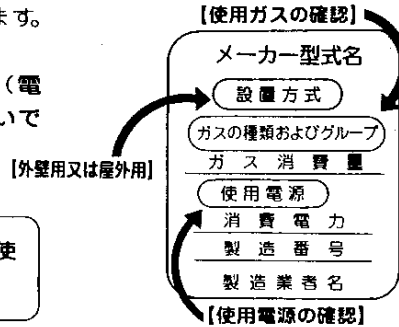 ます。
（電
いで
使
【使用ガスの確認】
メーカー型式名
設置方式
ガスの種類およびグループ
ガス消費量
使用電源
消費電力
製造番号
製造業者名
【外壁用又は屋外用】
【使用電源の確認】